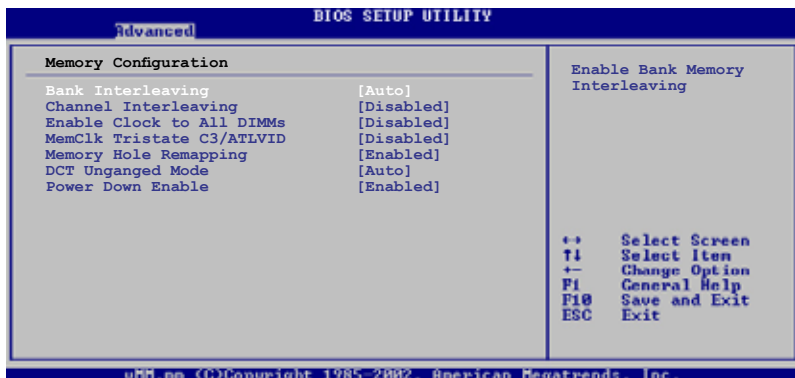 BIOS SETUP UTILITY
Advanced
Memory Configuration
Bank Interleaving [Auto]
Channel Interleaving [Disabled]
Enable Clock to All DIMMs [Disabled]
MemClk Tristate C3/ATLVID [Disabled]
Memory Hole Remapping [Enabled]
DCT Unganged Mode [Auto]
Power Down Enable [Enabled]
Enable Bank Memory
Interleaving
↔ Select Screen
↑↓ Select Item
+- Change Option
F1 General Help
F10 Save and Exit
ESC Exit
(C)Copyright 1985-2002, American Megatrends, Inc.